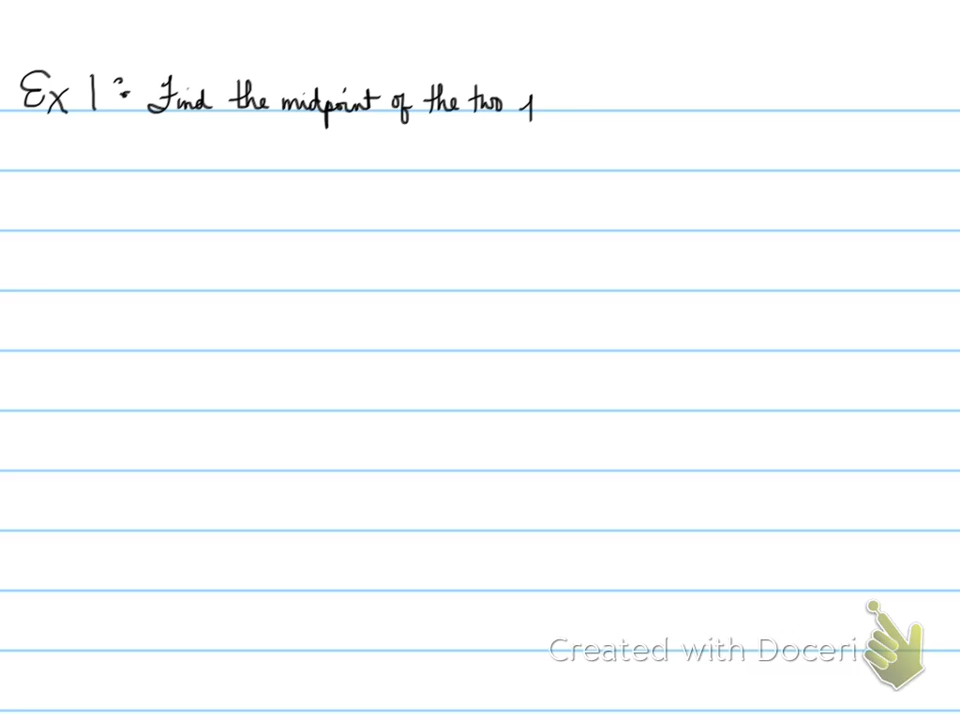 Ex 1: Find the midpoint of the two
Created with Doceri